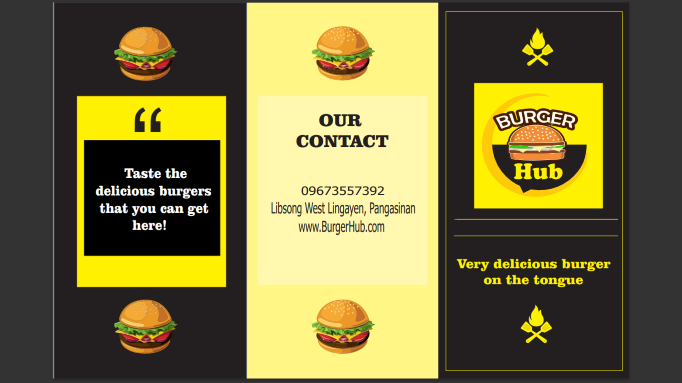 “
Taste the
delicious burgers
that you can get
here!
OUR
CONTACT
09673557392
Libsong West Lingayen, Pangasinan
www.BurgerHub.com
BURGER
Hub
Very delicious burger
on the tongue